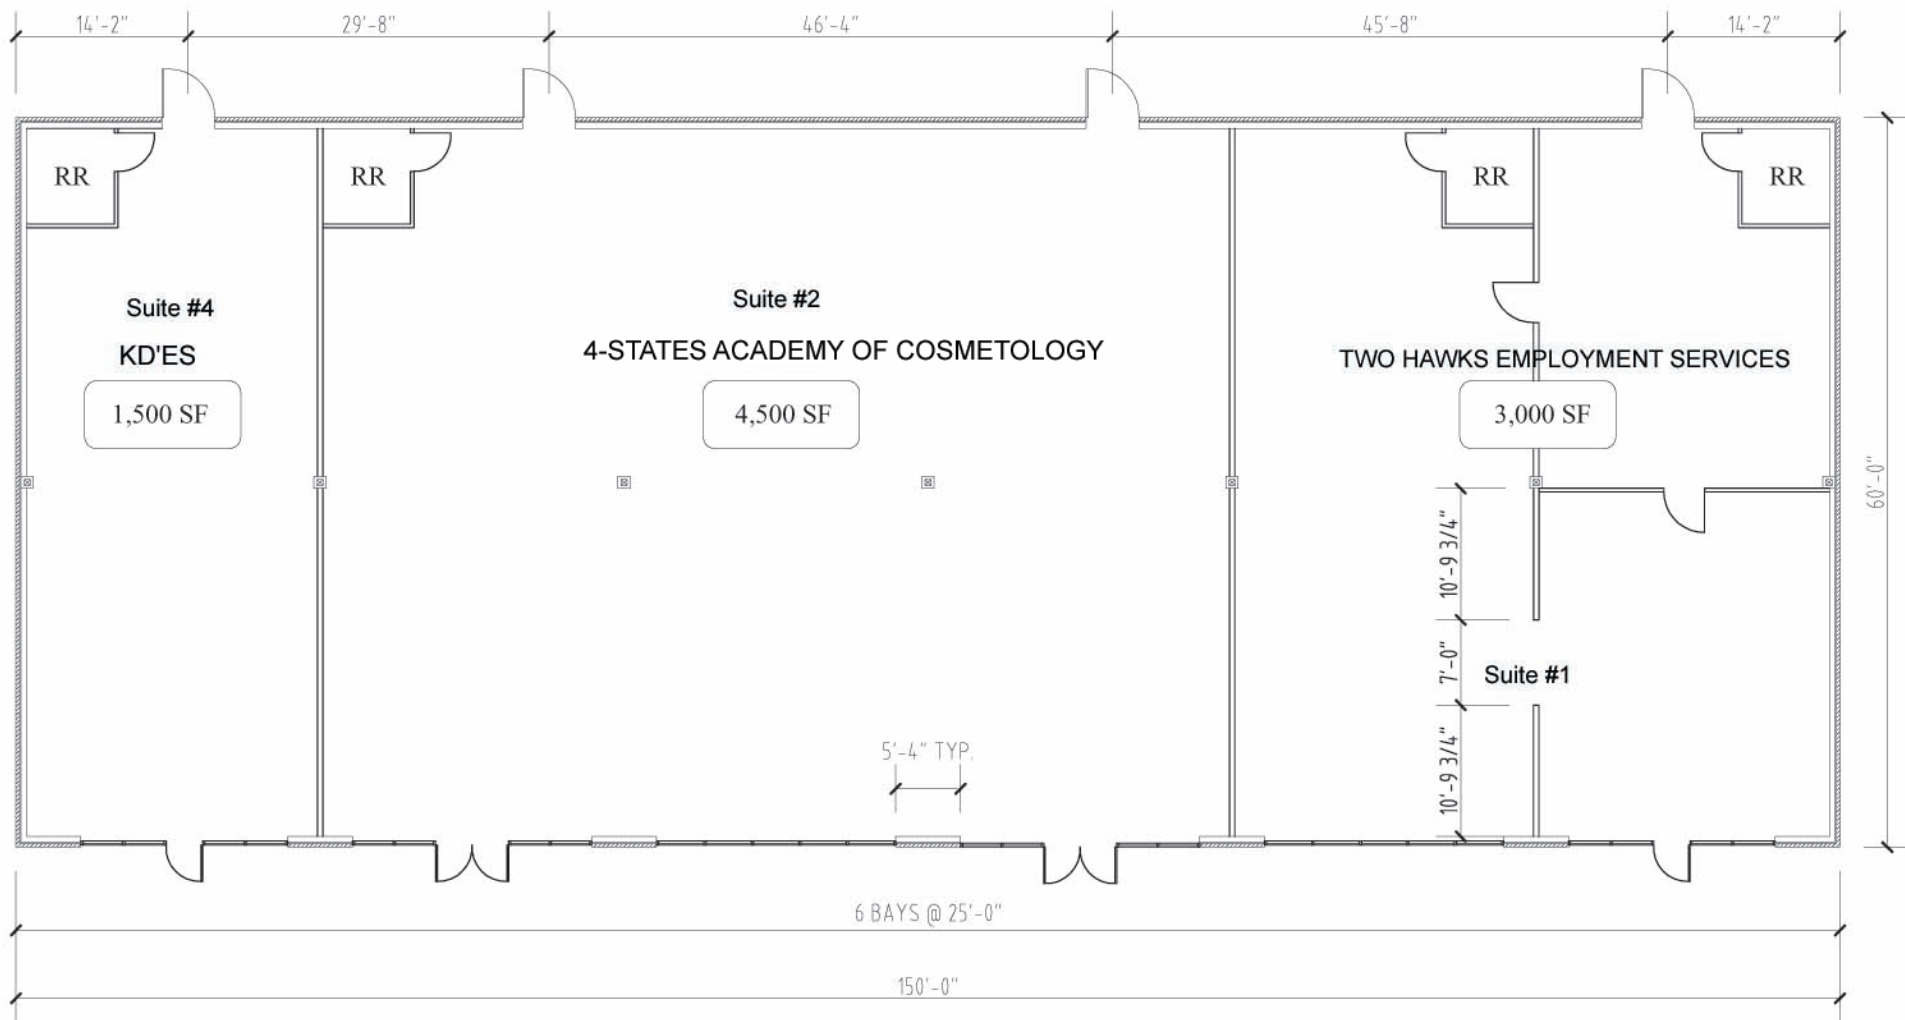 14'-2"
29'-8"
46'-4"
45'-8"
14'-2"
RR
RR
RR
RR
Suite #4
KD'ES
1,500 SF
Suite #2
4-STATES ACADEMY OF COSMETOLOGY
4,500 SF
TWO HAWKS EMPLOYMENT SERVICES
3,000 SF
60'-0"
10'-9 3/4"
7'-0"
Suite #1
10'-9 3/4"
5'-4" TYP.
6 BAYS @ 25'-0"
150'-0"